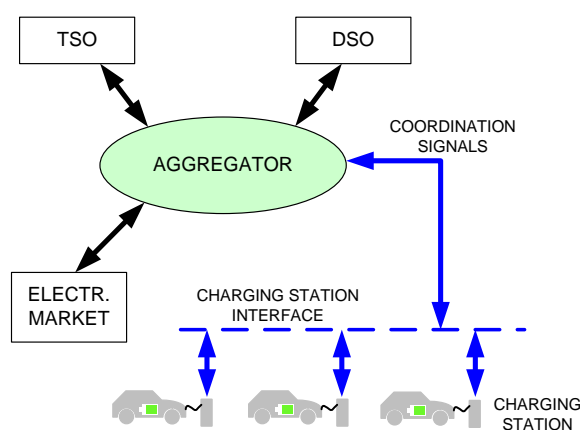 TSO
DSO
COORDINATION
SIGNALS
AGGREGATOR
ELECTR.
MARKET
CHARGING STATION
INTERFACE
CHARGING
STATION